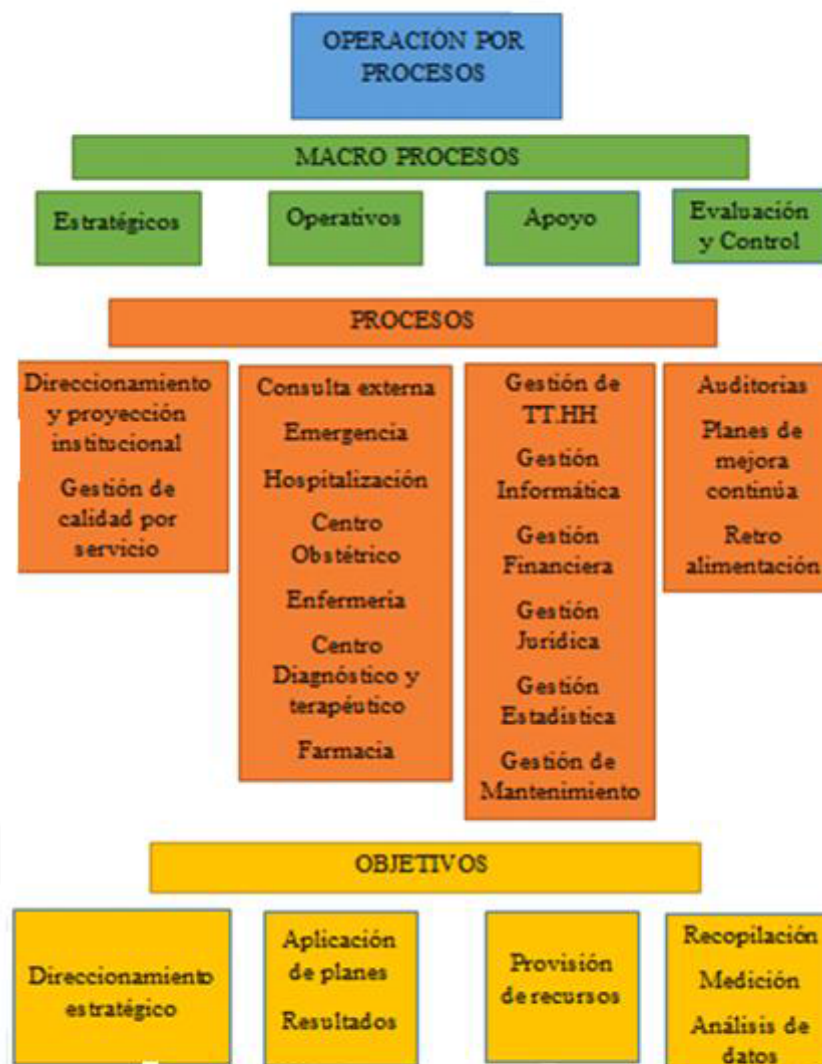 OPERACIÓN POR
PROCESOS
MACRO PROCESOS
Estratégicos
Operativos
Apoyo
Evaluación
y Control
PROCESOS
Direccionamiento
y proyección
institucional
Gestión de
calidad por
servicio
Consulta externa
Emergencia
Hospitalización
Centro
Obstétrico
Enfermeria
Centro
Diagnóstico y
terapéutico
Farmacia
Gestión de
TT.HH
Gestión
Informática
Gestión
Financiera
Gestión
Jurídica
Gestión
Estadística
Gestión de
Mantenimiento
Auditorias
Planes de
mejora
continúa
Retro
alimentación
OBJETIVOS
Direccionamiento
estratégico
Aplicación
de planes
Resultados
Provisión
de recursos
Recopilación
Medición
Análisis de
datos